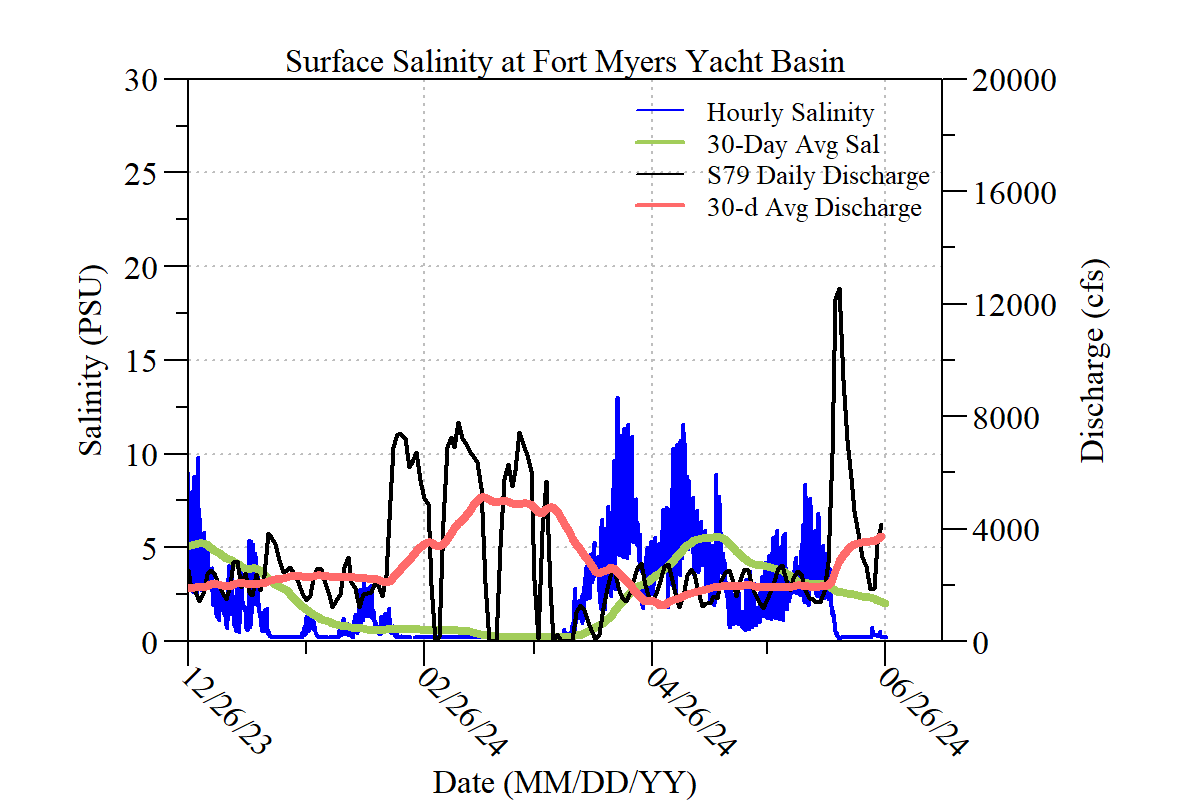 Surface Salinity at Fort Myers Yacht Basin
30
25
20
15
10
5
0
Salinity (PSU)
Hourly Salinity
30-Day Avg Sal
S79 Daily Discharge
30-d Avg Discharge
20000
16000
12000
8000
4000
0
Discharge (cfs)
12/26/23
02/26/24
04/26/24
06/26/24
Date (MM/DD/YY)